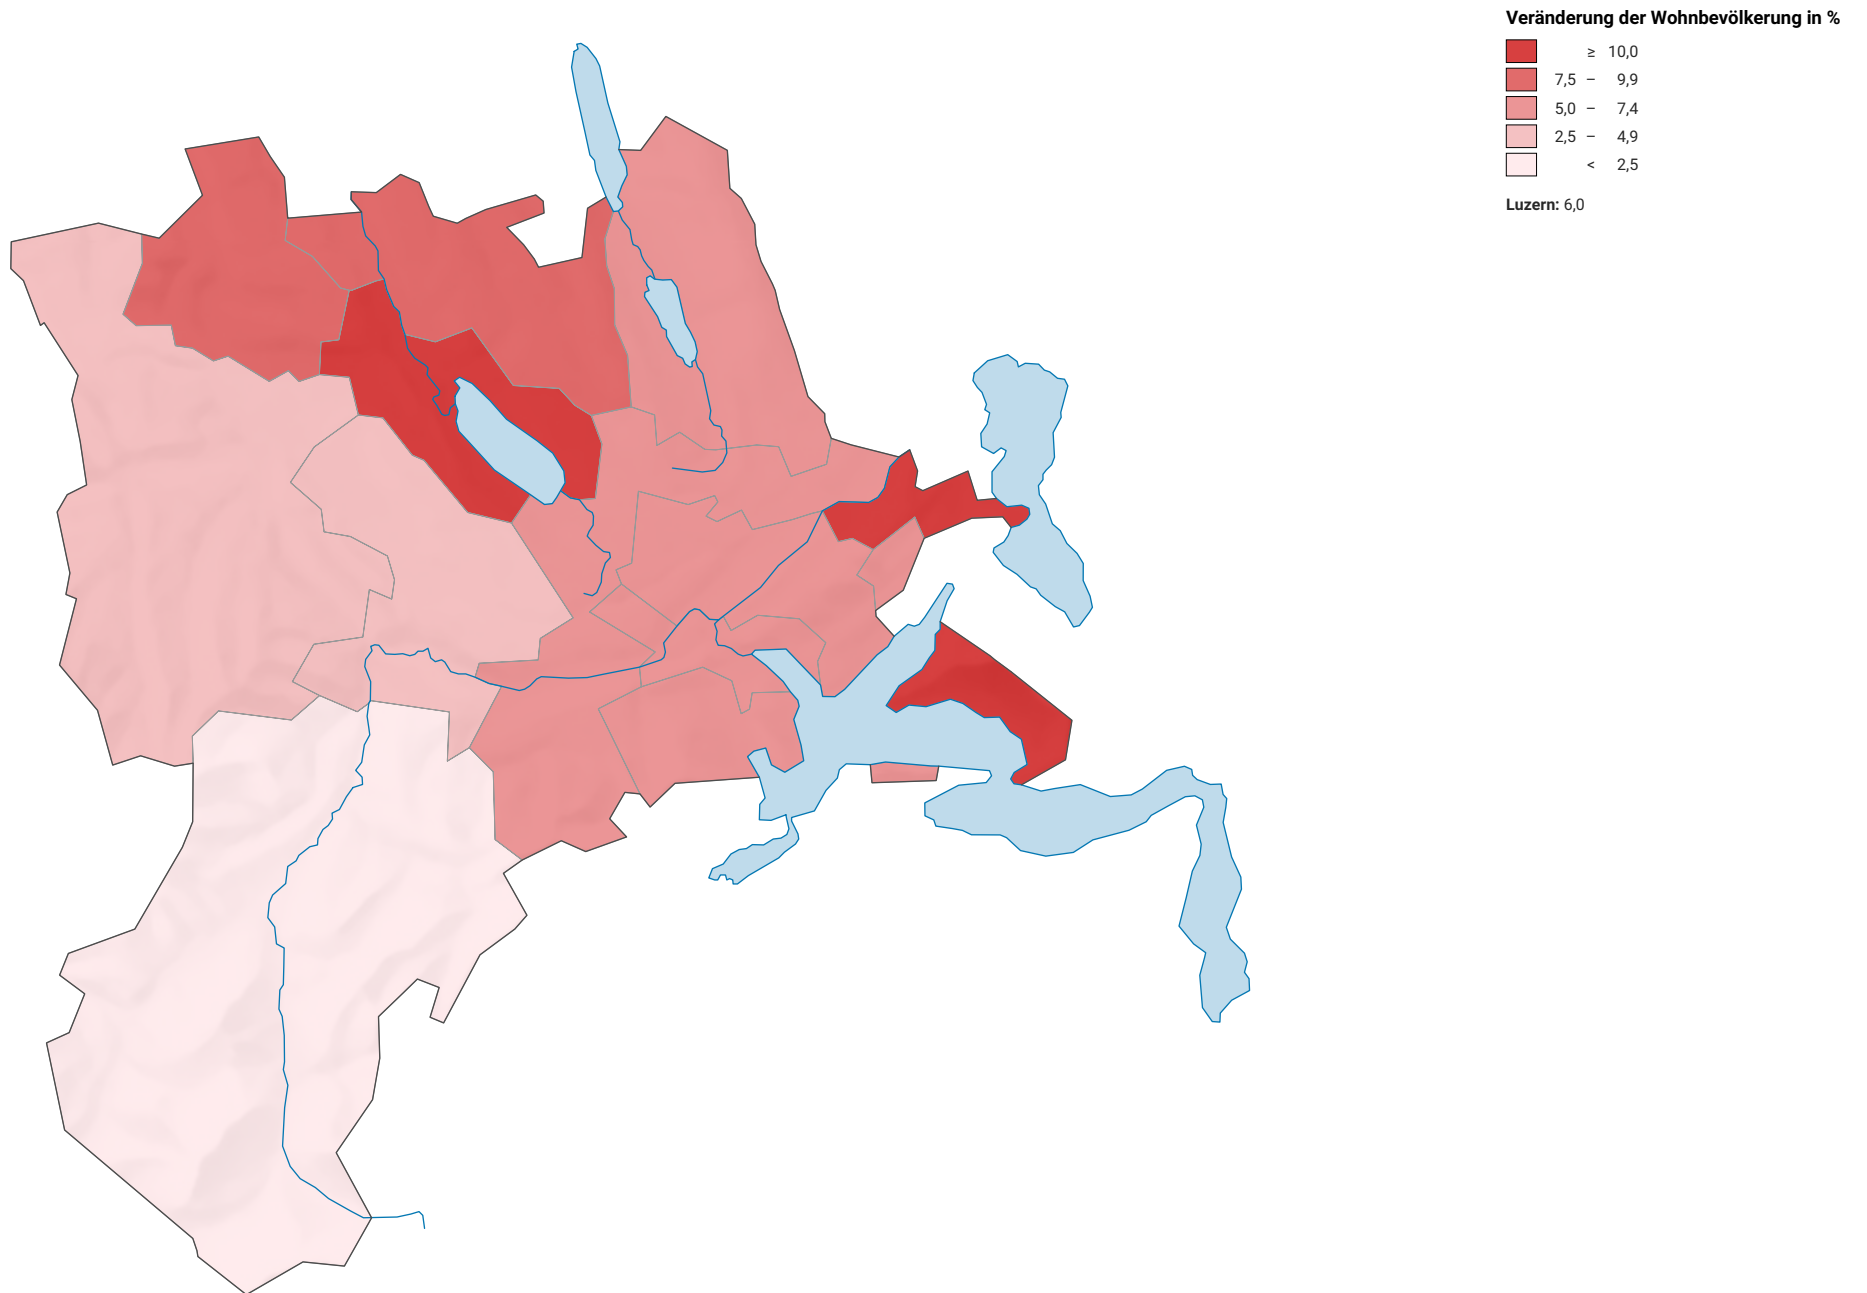 Veränderung der Wohnbevölkerung in %
≥ 10,0
7,5 – 9,9
5,0 – 7,4
2,5 – 4,9
< 2,5
Luzern: 6,0